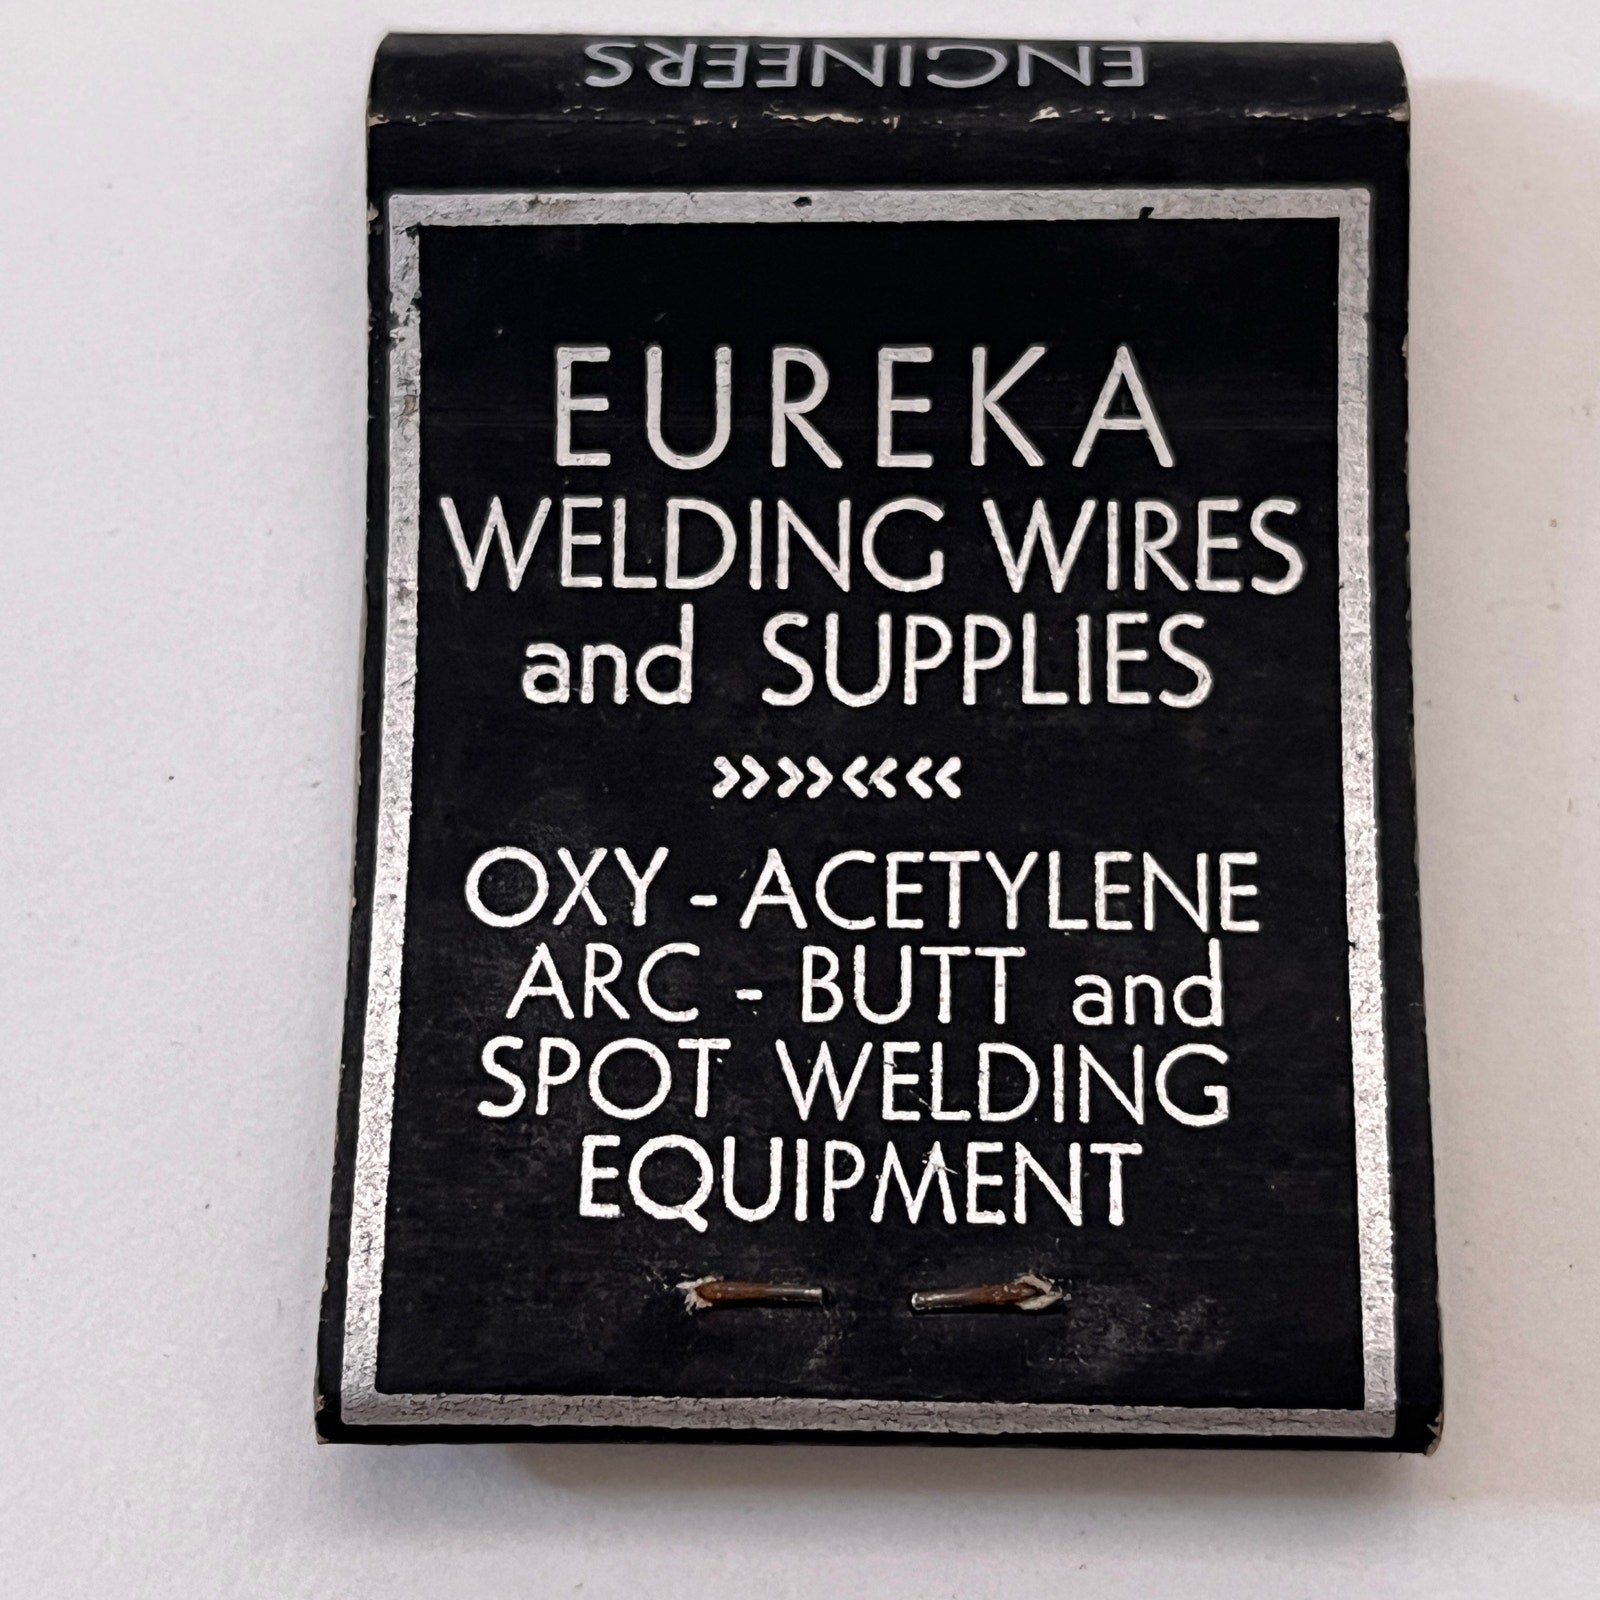 ENGINEERS
EUREKA
WELDING WIRES
and SUPPLIES
»»««
OXY - ACETYLENE
ARC - BUTT and
SPOT WELDING
EQUIPMENT